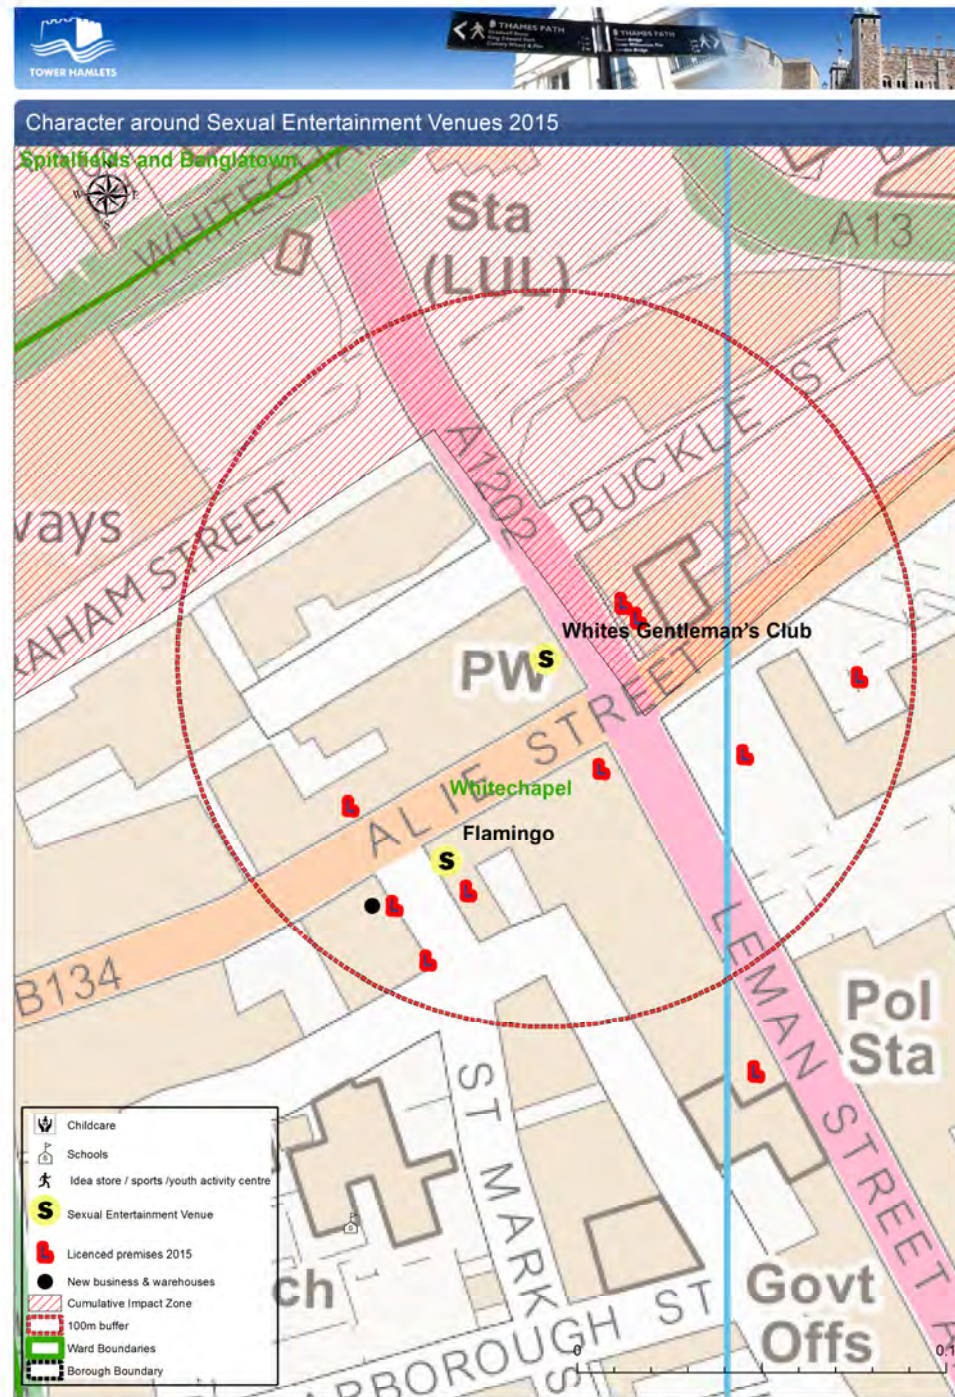 THAMES PATH
THAMES PATH
TOWER HAMLETS
Character around Sexual Entertainment Venues 2015
Spitalfields and Banglatown
N
W
E
S
WHITECH
Sta
(LUL)
A13
A1202
BUCKLE ST
ways
RAHAM STREET
Whites Gentleman's Club
PW
S
ALIE STREET
Whitechapel
Flamingo
S
B134
LEMAN STREET
Pol
Sta
ST MARK
Childcare
Schools
Idea store / sports /youth activity centre
S
Sexual Entertainment Venue
L
Licenced premises 2015
New business & warehouses
Cumulative Impact Zone
100m buffer
Ward Boundaries
Borough Boundary
ch
ARBOROUGH ST
Govt
Offs
0
0.1